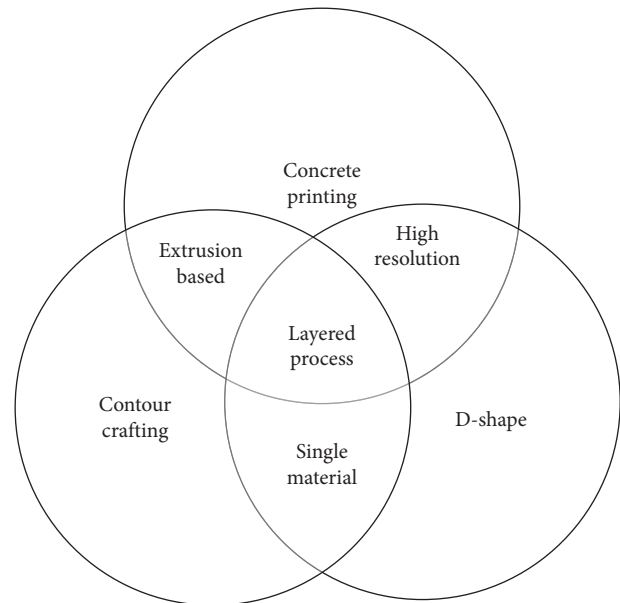 Concrete
printing
Extrusion
based
High
resolution
Layered
process
Contour
crafting
D-shape
Single
material